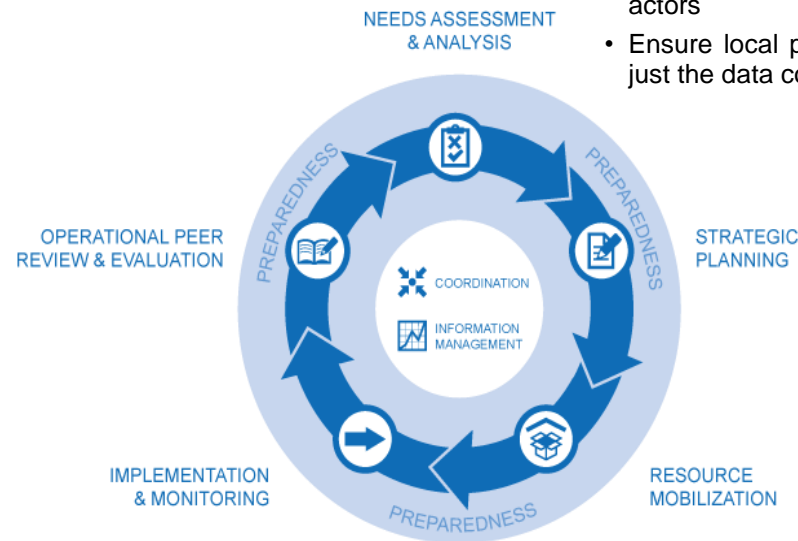 actors
• Ensure local p
just the data co
NEEDS ASSESSMENT
& ANALYSIS
PREPAREDNESS
PREPAREDNESS
OPERATIONAL PEER
REVIEW & EVALUATION
STRATEGIC
PLANNING
COORDINATION
INFORMATION
MANAGEMENT
IMPLEMENTATION
& MONITORING
RESOURCE
MOBILIZATION
PREPAREDNESS